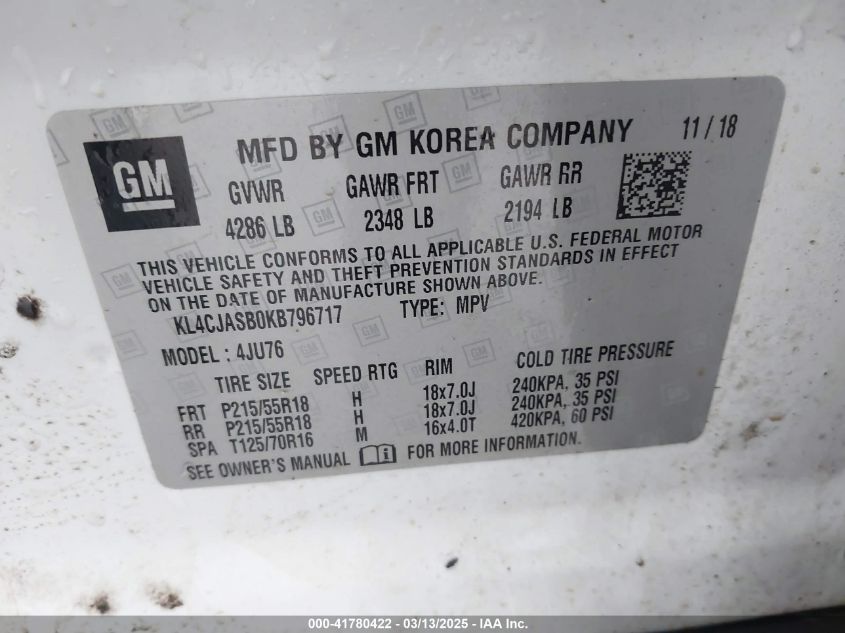 GM
MFD BY GM KOREA COMPANY 11/18
GVWR GAWR FRT GAWR RR
4286 LB 2348 LB 2194 LB
THIS VEHICLE CONFORMS TO ALL APPLICABLE U.S. FEDERAL MOTOR
VEHICLE SAFETY AND THEFT PREVENTION STANDARDS IN EFFECT
ON THE DATE OF MANUFACTURE SHOWN ABOVE.
KL4CJASB0KB796717 TYPE: MPV
MODEL : 4JU76
TIRE SIZE SPEED RTG RIM COLD TIRE PRESSURE
FRT P215/55R18 H 18x7.0J 240KPA, 35 PSI
RR P215/55R18 H 18x7.0J 240KPA, 35 PSI
SPA T125/70R16 M 16x4.0T 420KPA, 60 PSI
SEE OWNER'S MANUAL FOR MORE INFORMATION.
000-41780422 - 03/13/2025 - IAA Inc.